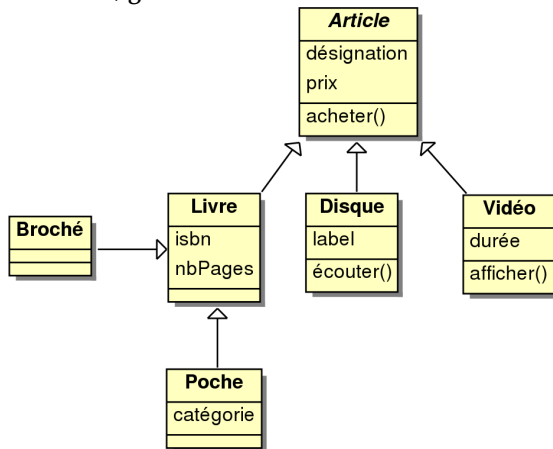 Article
désignation
prix
acheter()
Livre
isbn
nbPages
Disque
label
écouter()
Vidéo
durée
afficher()
Broché
Poche
catégorie